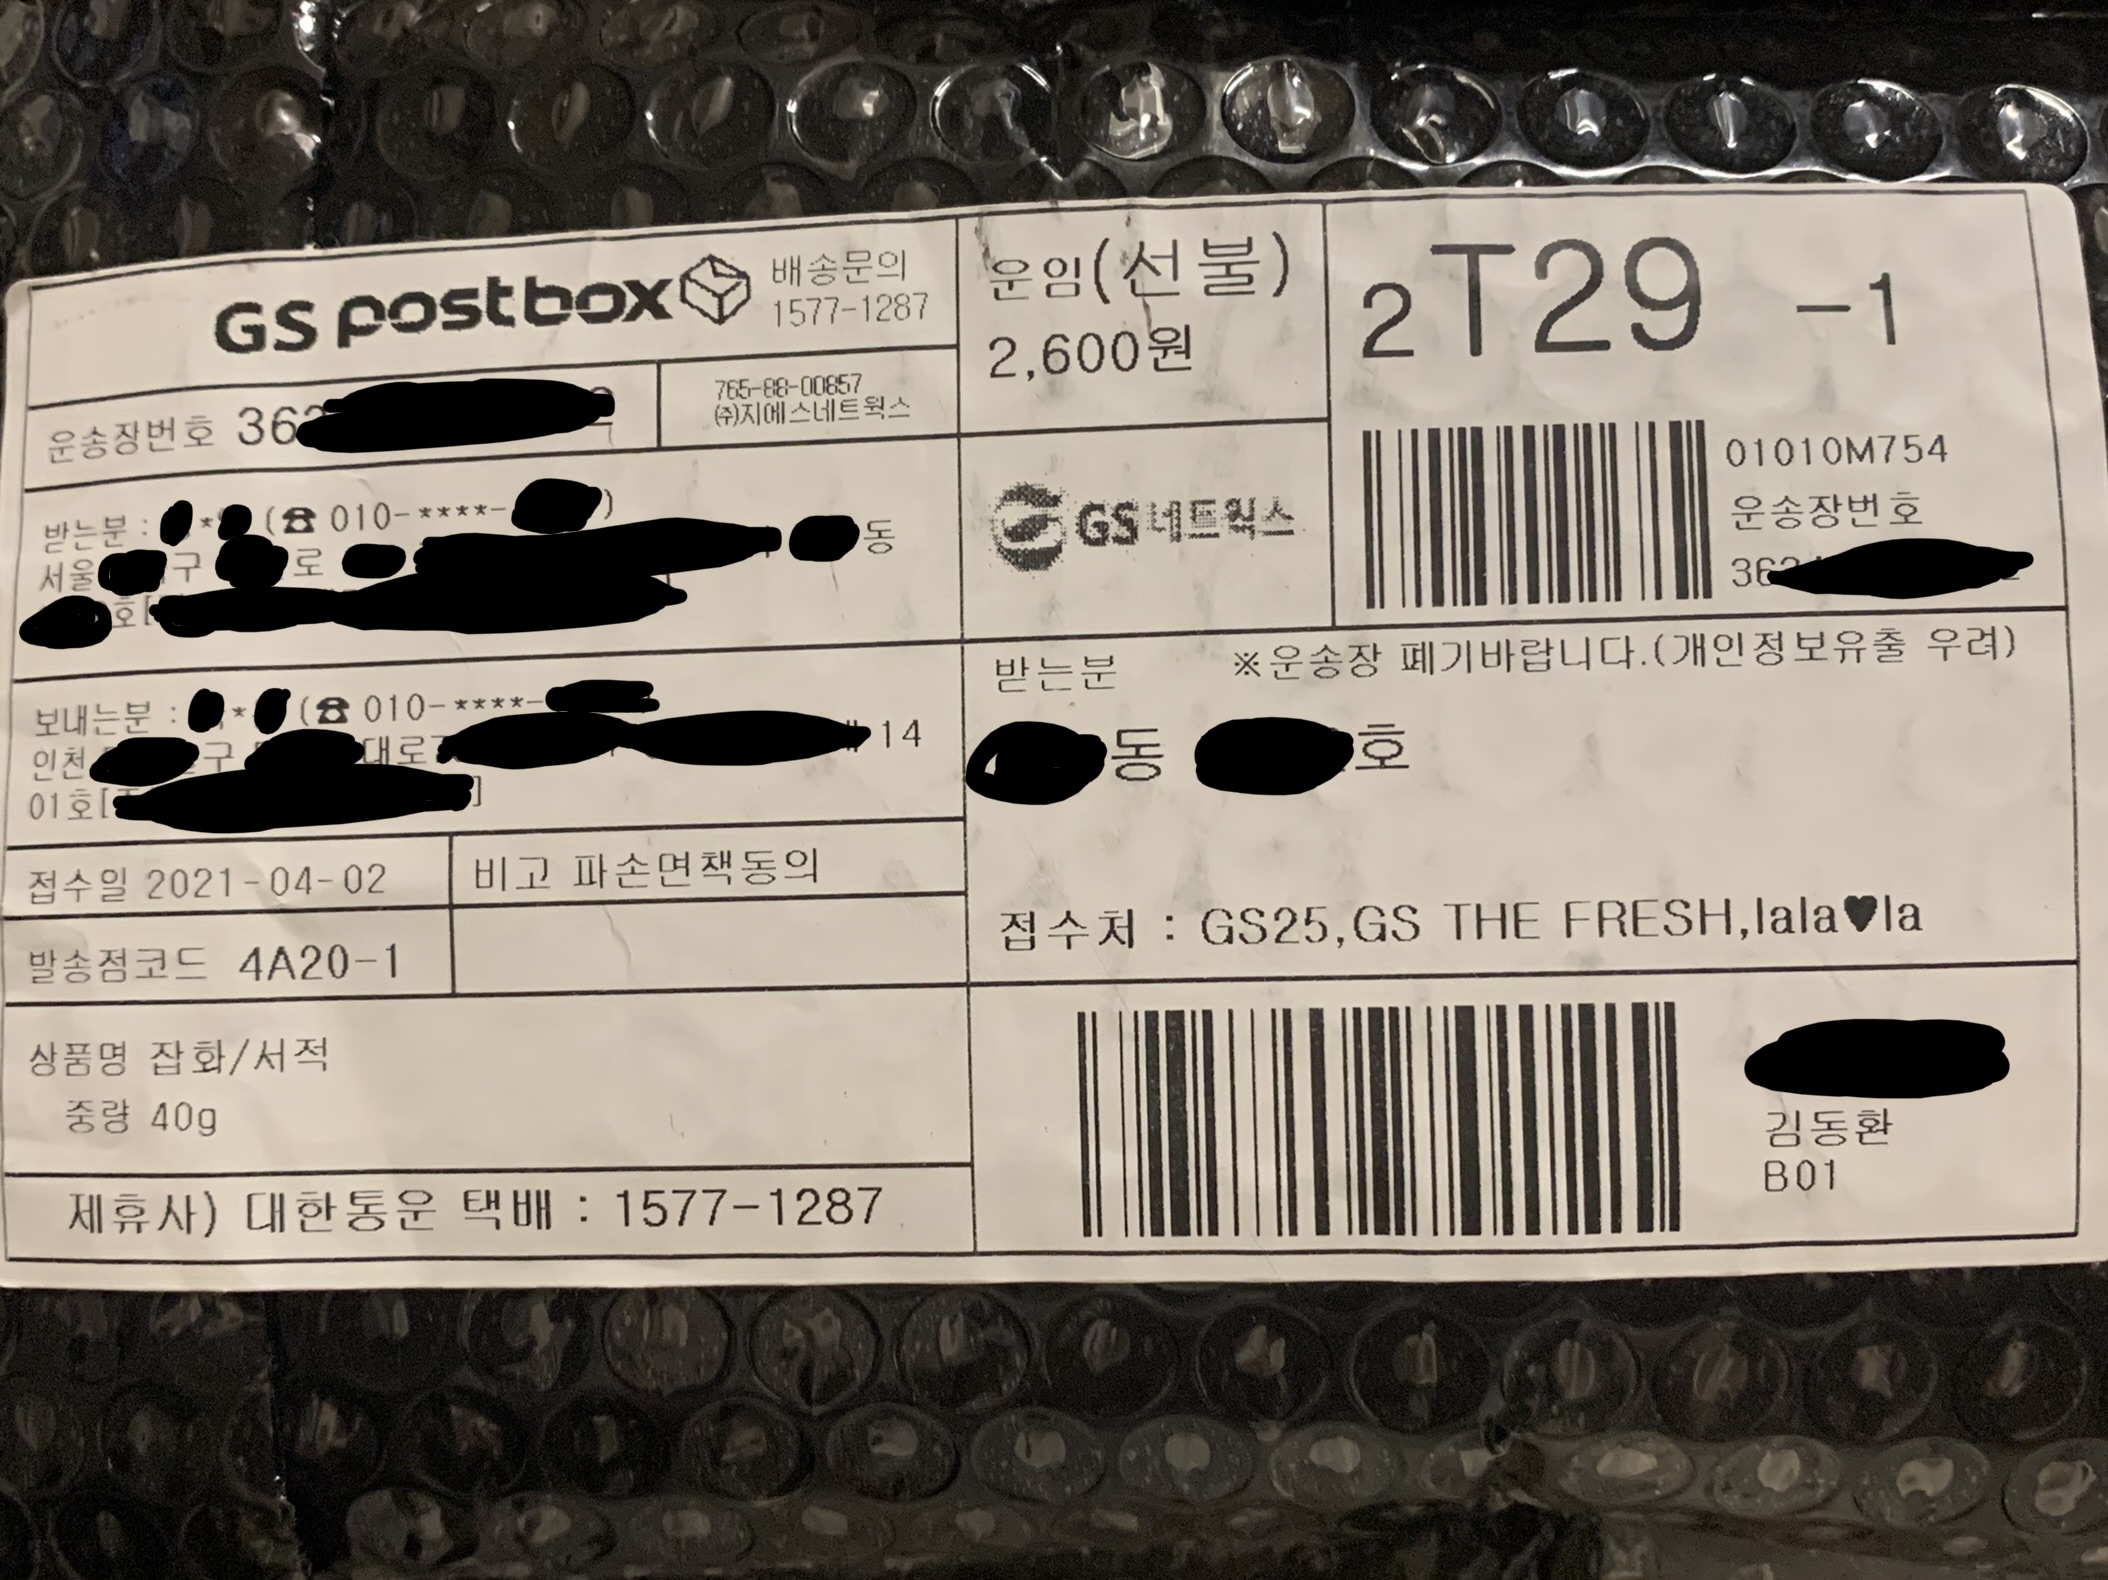 GS postbox
배송문의
1577-1287
운송장번호 36
765-88-00857
(주)지에스네트웍스
운임(선불)
2,600원
2T29 -1
GS네트웍스
01010M754
운송장번호
36
받는분 : * (☎ 010-****- )
서울 구 로 동
호[
보내는분 : * (☎ 010-****-
인천 구 대로 14
01호[ ]
받는분 ※운송장 폐기바랍니다.(개인정보유출 우려)
동 호
접수일 2021-04-02
비고 파손면책동의
발송점코드 4A20-1
접수처 : GS25,GS THE FRESH,lala♥la
상품명 잡화/서적
중량 40g
김동환
B01
제휴사) 대한통운 택배 : 1577-1287